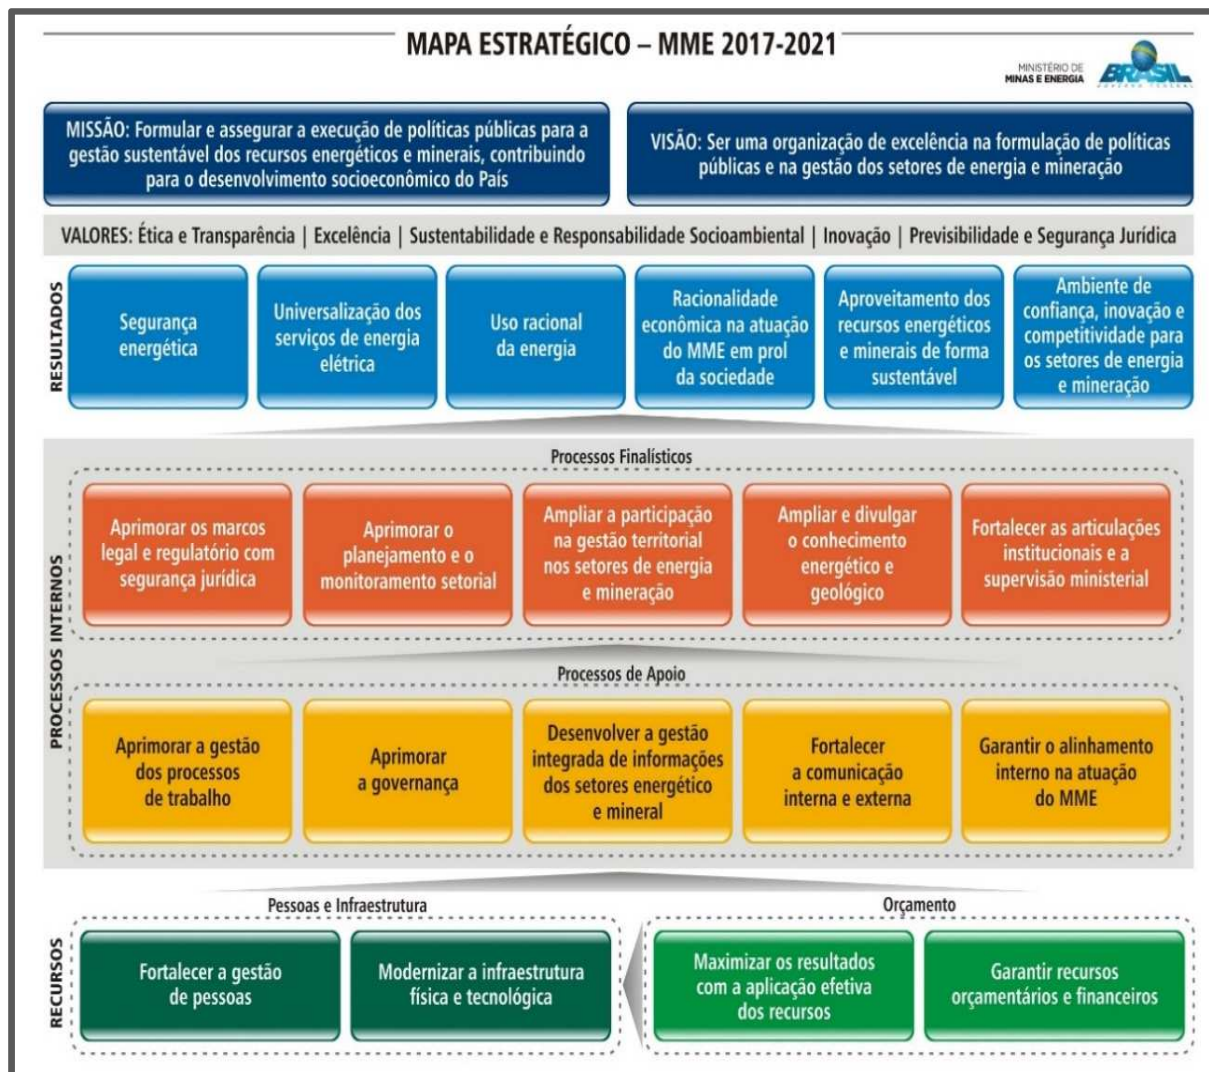 MAPA ESTRATÉGICO – MME 2017-2021
MINISTÉRIO DE
MINAS E ENERGIA
BRASIL
GOVERNO FEDERAL
MISSÃO: Formular e assegurar a execução de políticas públicas para a
gestão sustentável dos recursos energéticos e minerais, contribuindo
para o desenvolvimento socioeconômico do País
VISÃO: Ser uma organização de excelência na formulação de políticas
públicas e na gestão dos setores de energia e mineração
VALORES: Ética e Transparência | Excelência | Sustentabilidade e Responsabilidade Socioambiental | Inovação | Previsibilidade e Segurança Jurídica
RESULTADOS
Segurança
energética
Universalização dos
serviços de energia
elétrica
Uso racional
da energia
Racionalidade
econômica na atuação
do MME em prol
da sociedade
Aproveitamento dos
recursos energéticos
e minerais de forma
sustentável
Ambiente de
confiança, inovação e
competitividade para
os setores de energia
e mineração
PROCESSOS INTERNOS
Processos Finalísticos
Aprimorar os marcos
legal e regulatório com
segurança jurídica
Aprimorar o
planejamento e o
monitoramento setorial
Ampliar a participação
na gestão territorial
nos setores de energia
e mineração
Ampliar e divulgar
o conhecimento
energético e
geológico
Fortalecer as articulações
institucionais e a
supervisão ministerial
Processos de Apoio
Aprimorar a gestão
dos processos
de trabalho
Aprimorar
a governança
Desenvolver a gestão
integrada de informações
dos setores energético
e mineral
Fortalecer
a comunicação
interna e externa
Garantir o alinhamento
interno na atuação
do MME
RECURSOS
Pessoas e Infraestrutura
Fortalecer a gestão
de pessoas
Modernizar a infraestrutura
física e tecnológica
Orçamento
Maximizar os resultados
com a aplicação efetiva
dos recursos
Garantir recursos
orçamentários e financeiros